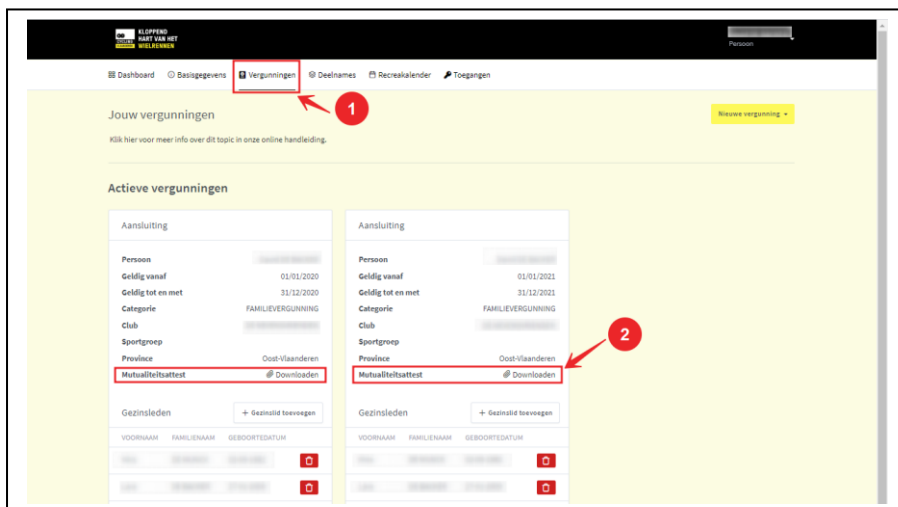 CYCLING
VLAANDEREN
KLOPPEND
HART VAN HET
WIELRENNEN
Persoon
Dashboard Basisgegevens Vergunningen Deelnames Recreakalender Toegangen
1
Jouw vergunningen
Nieuwe vergunning
Klik hier voor meer info over dit topic in onze online handleiding.
Actieve vergunningen
Aansluiting
Persoon
Geldig vanaf 01/01/2020
Geldig tot en met 31/12/2020
Categorie FAMILIEVERGUNNING
Club
Sportgroep
Province Oost-Vlaanderen
Mutualiteitsattest Downloaden
Gezinsleden + Gezinslid toevoegen
VOORNAAM FAMILIENAAM GEBOORTEDATUM
Aansluiting
Persoon
Geldig vanaf 01/01/2021
Geldig tot en met 31/12/2021
Categorie FAMILIEVERGUNNING
Club
Sportgroep
2
Province Oost-Vlaanderen
Mutualiteitsattest Downloaden
Gezinsleden + Gezinslid toevoegen
VOORNAAM FAMILIENAAM GEBOORTEDATUM